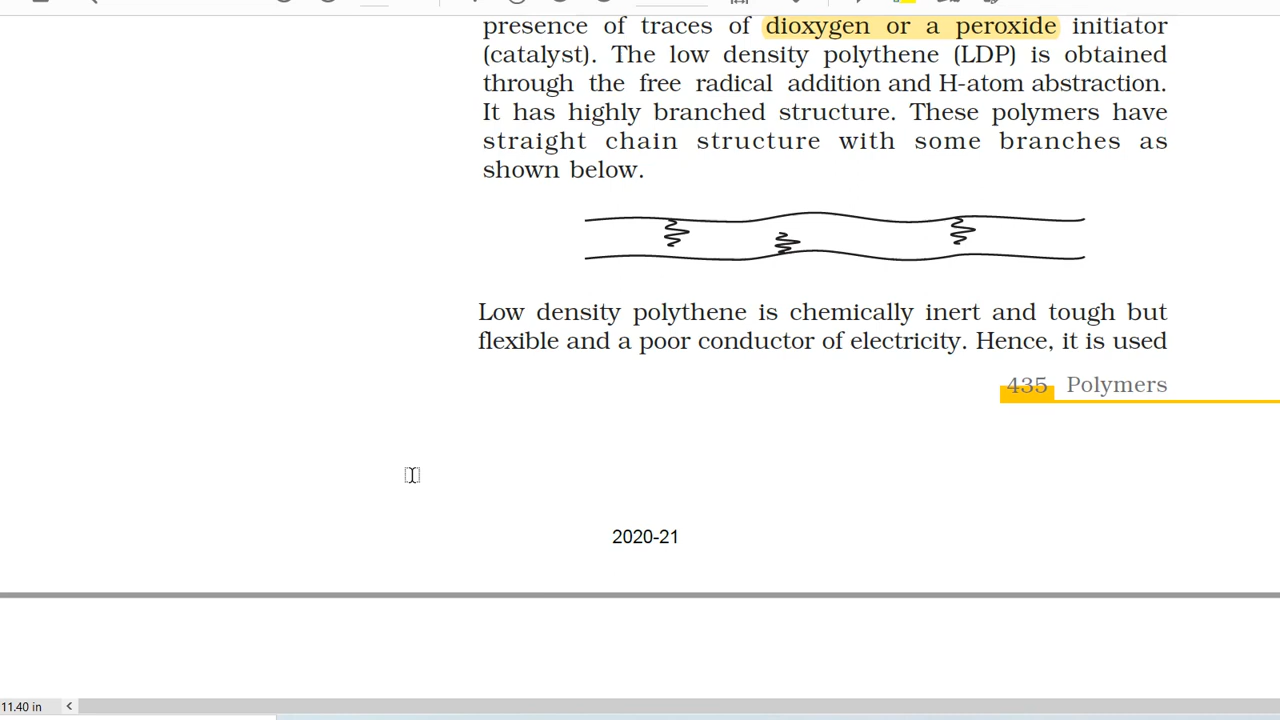 presence of traces of dioxygen or a peroxide initiator
(catalyst). The low density polythene (LDP) is obtained
through the free radical addition and H-atom abstraction.
It has highly branched structure. These polymers have
straight chain structure with some branches as
shown below.
Low density polythene is chemically inert and tough but
flexible and a poor conductor of electricity. Hence, it is used
435 Polymers
2020-21
11.40 in